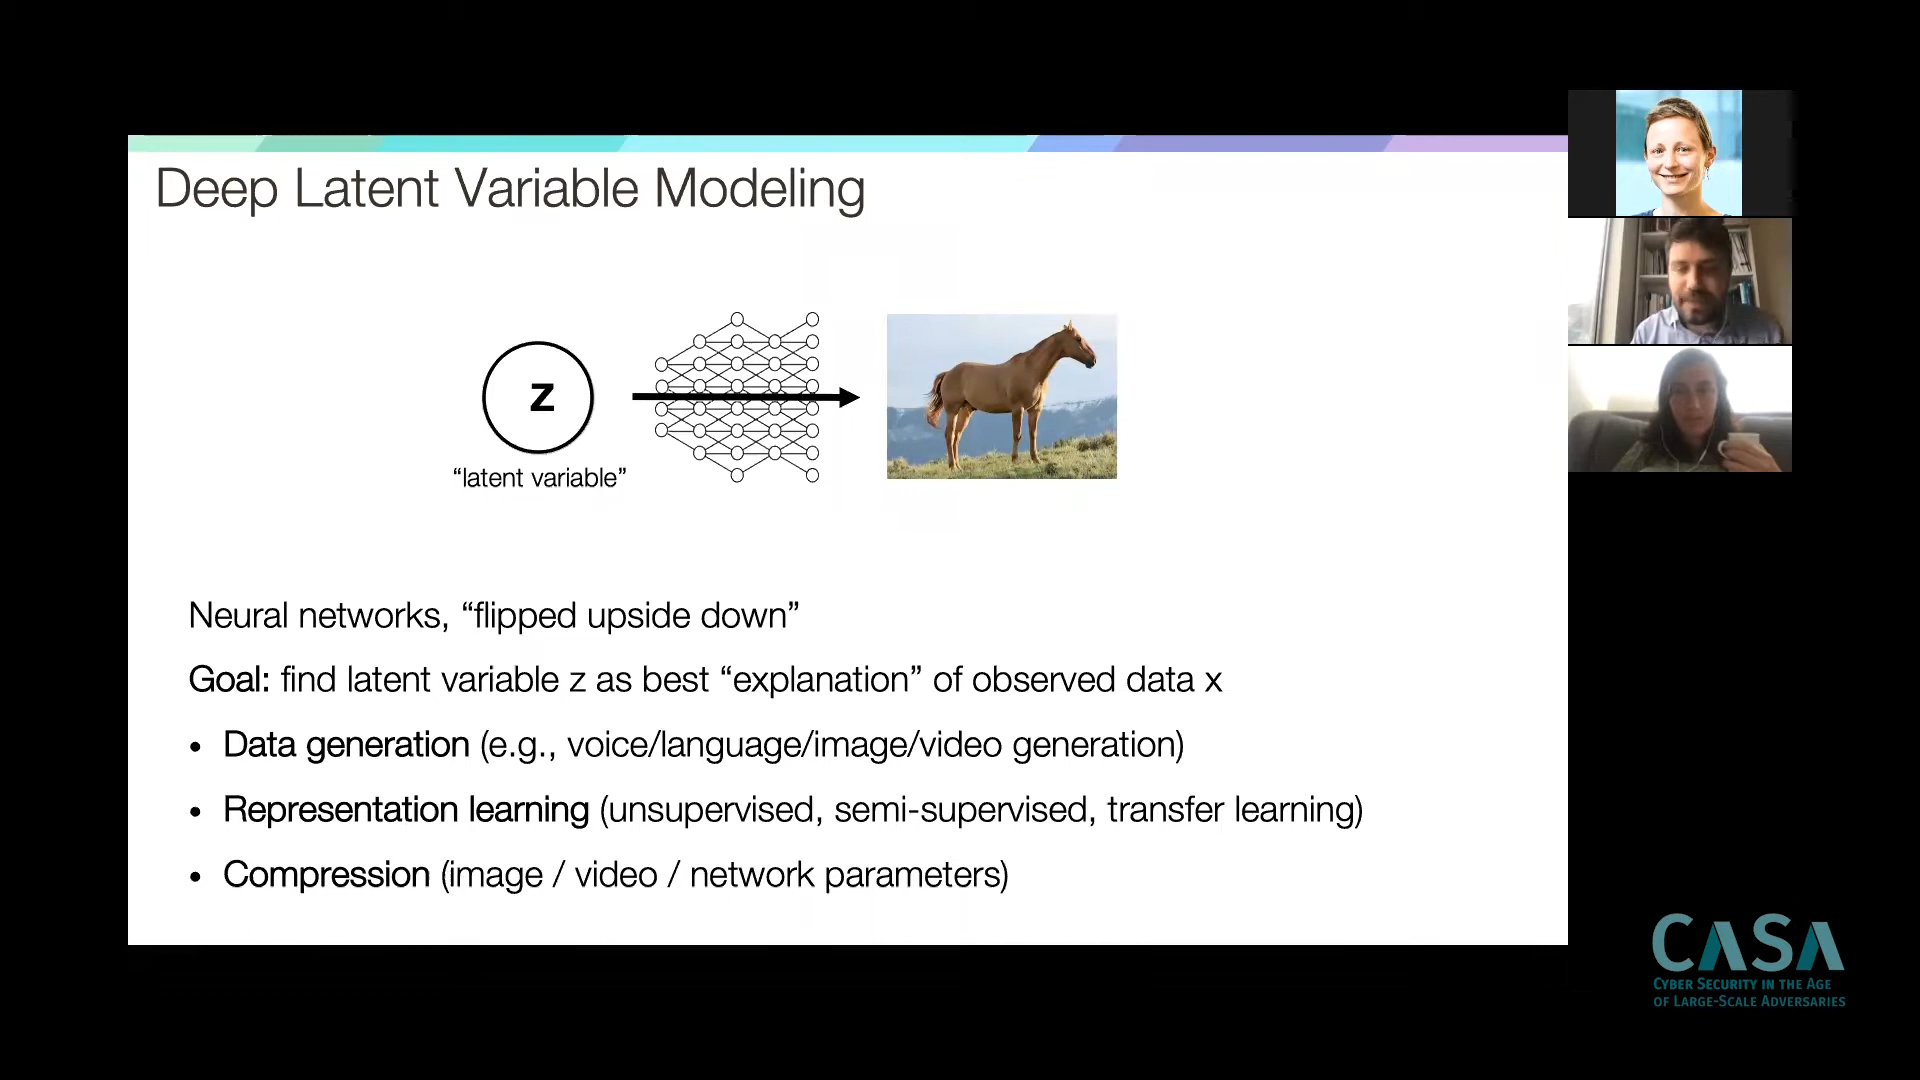 Deep Latent Variable Modeling
z
“latent variable”
Neural networks, “flipped upside down”
Goal: find latent variable z as best “explanation” of observed data x
• Data generation (e.g., voice/language/image/video generation)
• Representation learning (unsupervised, semi-supervised, transfer learning)
• Compression (image / video / network parameters)
CASA
CYBER SECURITY IN THE AGE
OF LARGE-SCALE ADVERSARIES